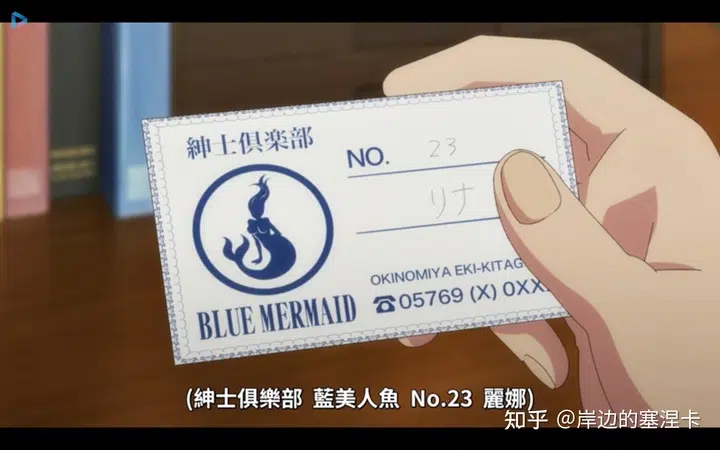 紳士倶楽部
NO. 23
リナ
BLUE MERMAID
OKINOMIYA EKI-KITAG
☎05769 (X) 0XX
(紳士俱樂部 藍美人魚 No.23 麗娜)
知乎 @岸边的塞涅卡